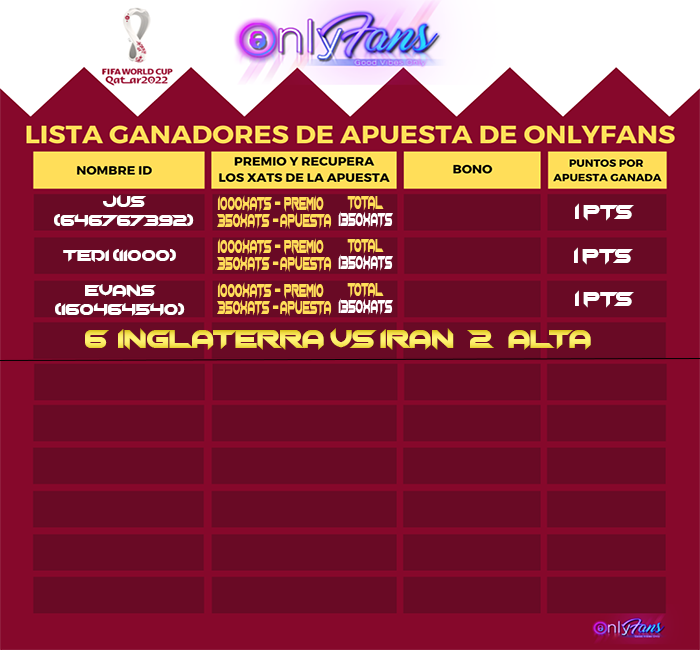 FIFA WORLD CUP
Qatar2022
OnlyFans
Good Vibes Only
LISTA GANADORES DE APUESTA DE ONLYFANS
NOMBRE ID
PREMIO Y RECUPERA
LOS XATS DE LA APUESTA
BONO
PUNTOS POR
APUESTA GANADA
JUS
(646767392)
1000XATS - PREMIO
350XATS - APUESTA
TOTAL
1350XATS
1 PTS
TEDI (11000)
1000XATS - PREMIO
350XATS - APUESTA
TOTAL
1350XATS
1 PTS
EVANS
(160464540)
1000XATS - PREMIO
350XATS - APUESTA
TOTAL
1350XATS
1 PTS
6 INGLATERRA VS IRAN 2 ALTA
OnlyFans